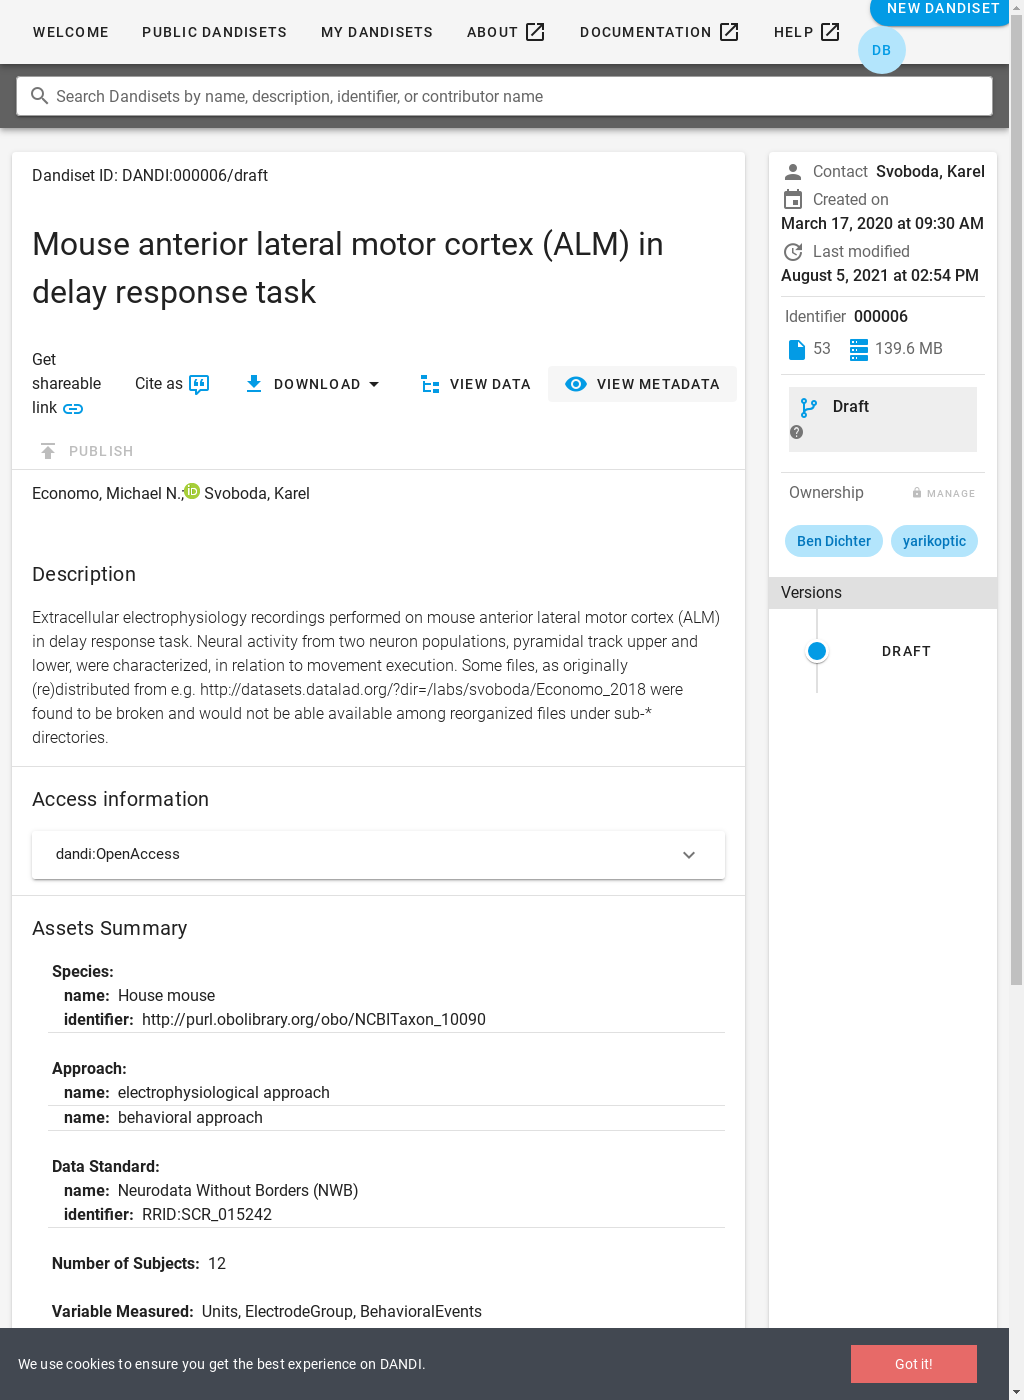 WELCOME PUBLIC DANDISETS MY DANDISETS ABOUT DOCUMENTATION HELP NEW DANDISET
DB
Search Dandisets by name, description, identifier, or contributor name
Dandiset ID: DANDI:000006/draft
Mouse anterior lateral motor cortex (ALM) in
delay response task
Get
shareable
link
Cite as
DOWNLOAD
VIEW DATA
VIEW METADATA
PUBLISH
Economo, Michael N.; Svoboda, Karel
Description
Extracellular electrophysiology recordings performed on mouse anterior lateral motor cortex (ALM)
in delay response task. Neural activity from two neuron populations, pyramidal track upper and
lower, were characterized, in relation to movement execution. Some files, as originally
(re)distributed from e.g. http://datasets.datalad.org/?dir=/labs/svoboda/Economo_2018 were
found to be broken and would not be able available among reorganized files under sub-*
directories.
Access information
dandi:OpenAccess
Assets Summary
Species:
name: House mouse
identifier: http://purl.obolibrary.org/obo/NCBITaxon_10090
Approach:
name: electrophysiological approach
name: behavioral approach
Data Standard:
name: Neurodata Without Borders (NWB)
identifier: RRID:SCR_015242
Number of Subjects: 12
Variable Measured: Units, ElectrodeGroup, BehavioralEvents
Contact Svoboda, Karel
Created on
March 17, 2020 at 09:30 AM
Last modified
August 5, 2021 at 02:54 PM
Identifier 000006
53 139.6 MB
Draft
Ownership MANAGE
Ben Dichter yarikoptic
Versions
DRAFT
We use cookies to ensure you get the best experience on DANDI.
Got it!